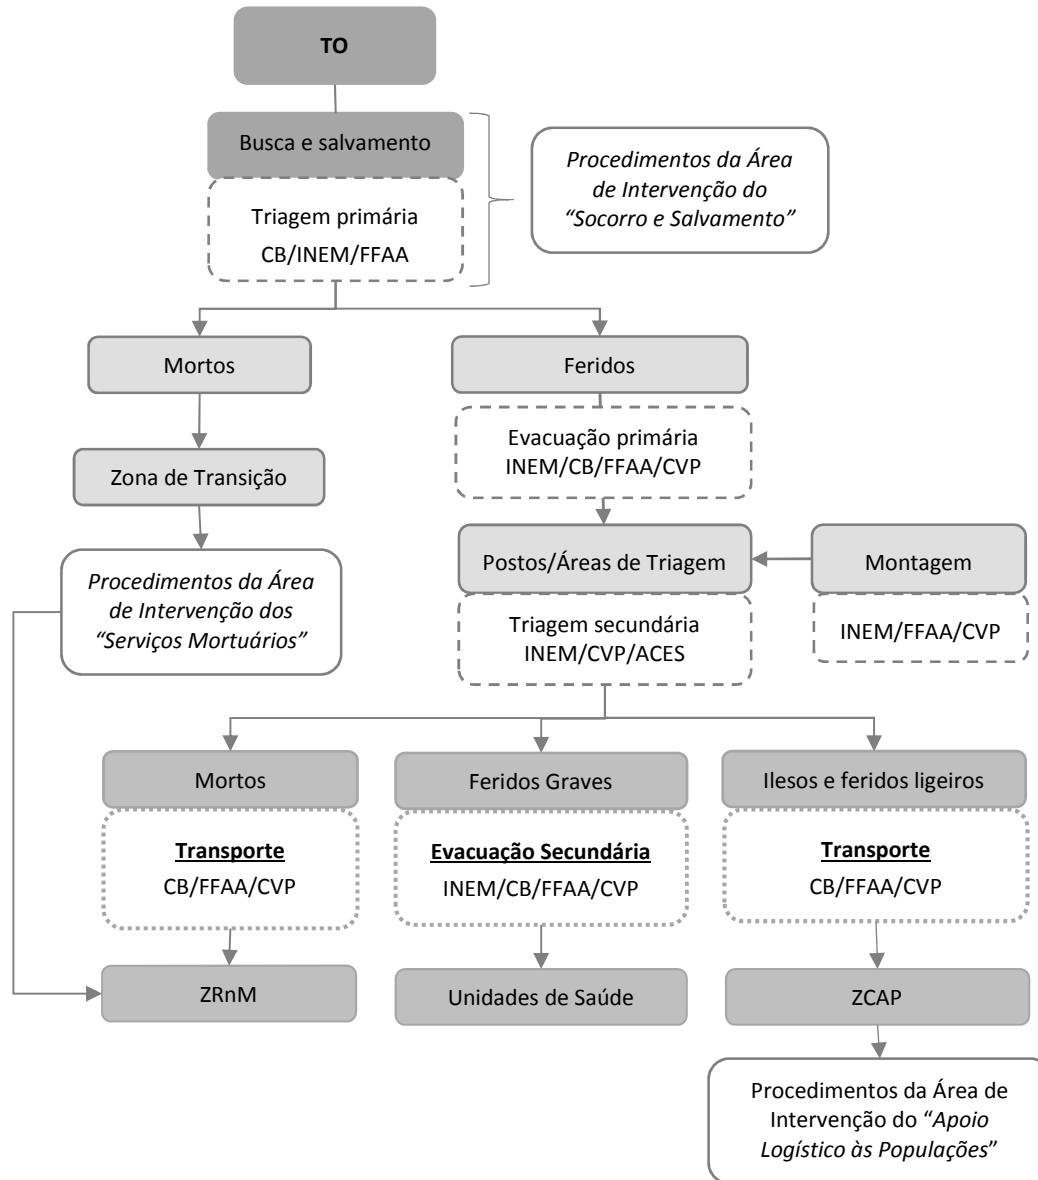 TO
Busca e salvamento
Triagem primária
CB/INEM/FFAA
Procedimentos da Área
de Intervenção do
“Socorro e Salvamento”
Mortos
Feridos
Evacuação primária
INEM/CB/FFAA/CVP
Zona de Transição
Postos/Áreas de Triagem
Montagem
Procedimentos da Área
de Intervenção dos
“Serviços Mortuários”
Triagem secundária
INEM/CVP/ACES
INEM/FFAA/CVP
Mortos
Feridos Graves
Ilesos e feridos ligeiros
Transporte
CB/FFAA/CVP
Evacuação Secundária
INEM/CB/FFAA/CVP
Transporte
CB/FFAA/CVP
ZRnM
Unidades de Saúde
ZCAP
Procedimentos da Área de
Intervenção do “Apoio
Logístico às Populações”